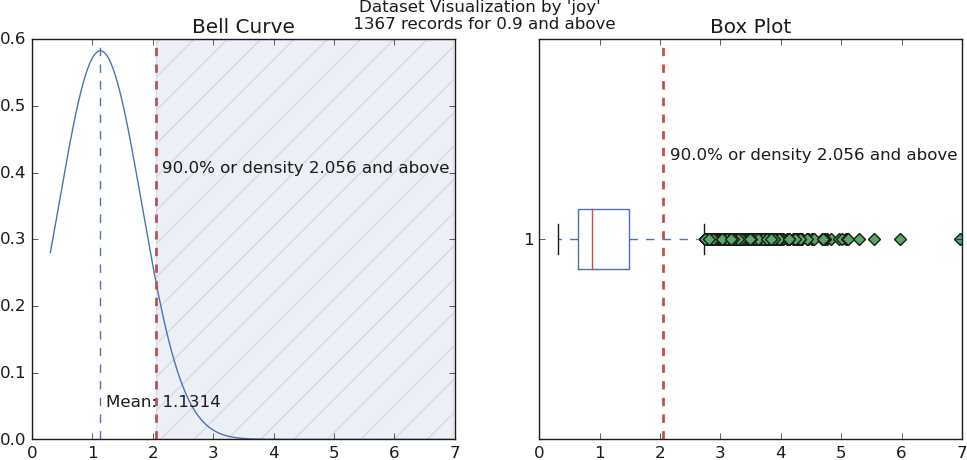 Dataset Visualization by 'joy'
1367 records for 0.9 and above
Bell Curve
0.6
0.5
0.4
0.3
0.2
0.1
0.0
90.0% or density 2.056 and above
Mean: 1.1314
0 1 2 3 4 5 6 7
Box Plot
90.0% or density 2.056 and above
1
0 1 2 3 4 5 6 7